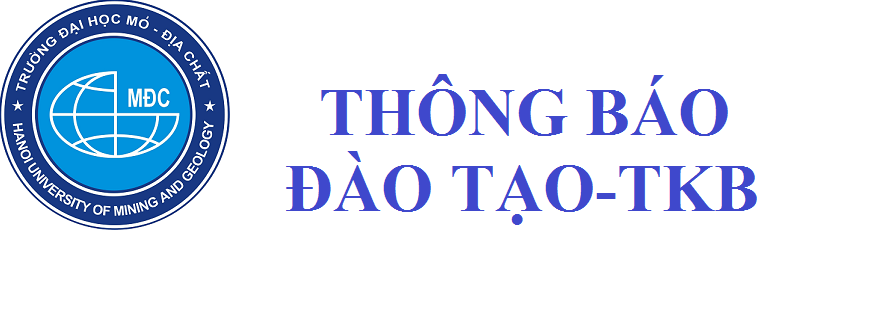 TRƯỜNG ĐẠI HỌC MỎ - ĐỊA CHẤT
MĐC
HANOI UNIVERSITY OF MINING AND GEOLOGY
THÔNG BÁO
ĐÀO TẠO-TKB